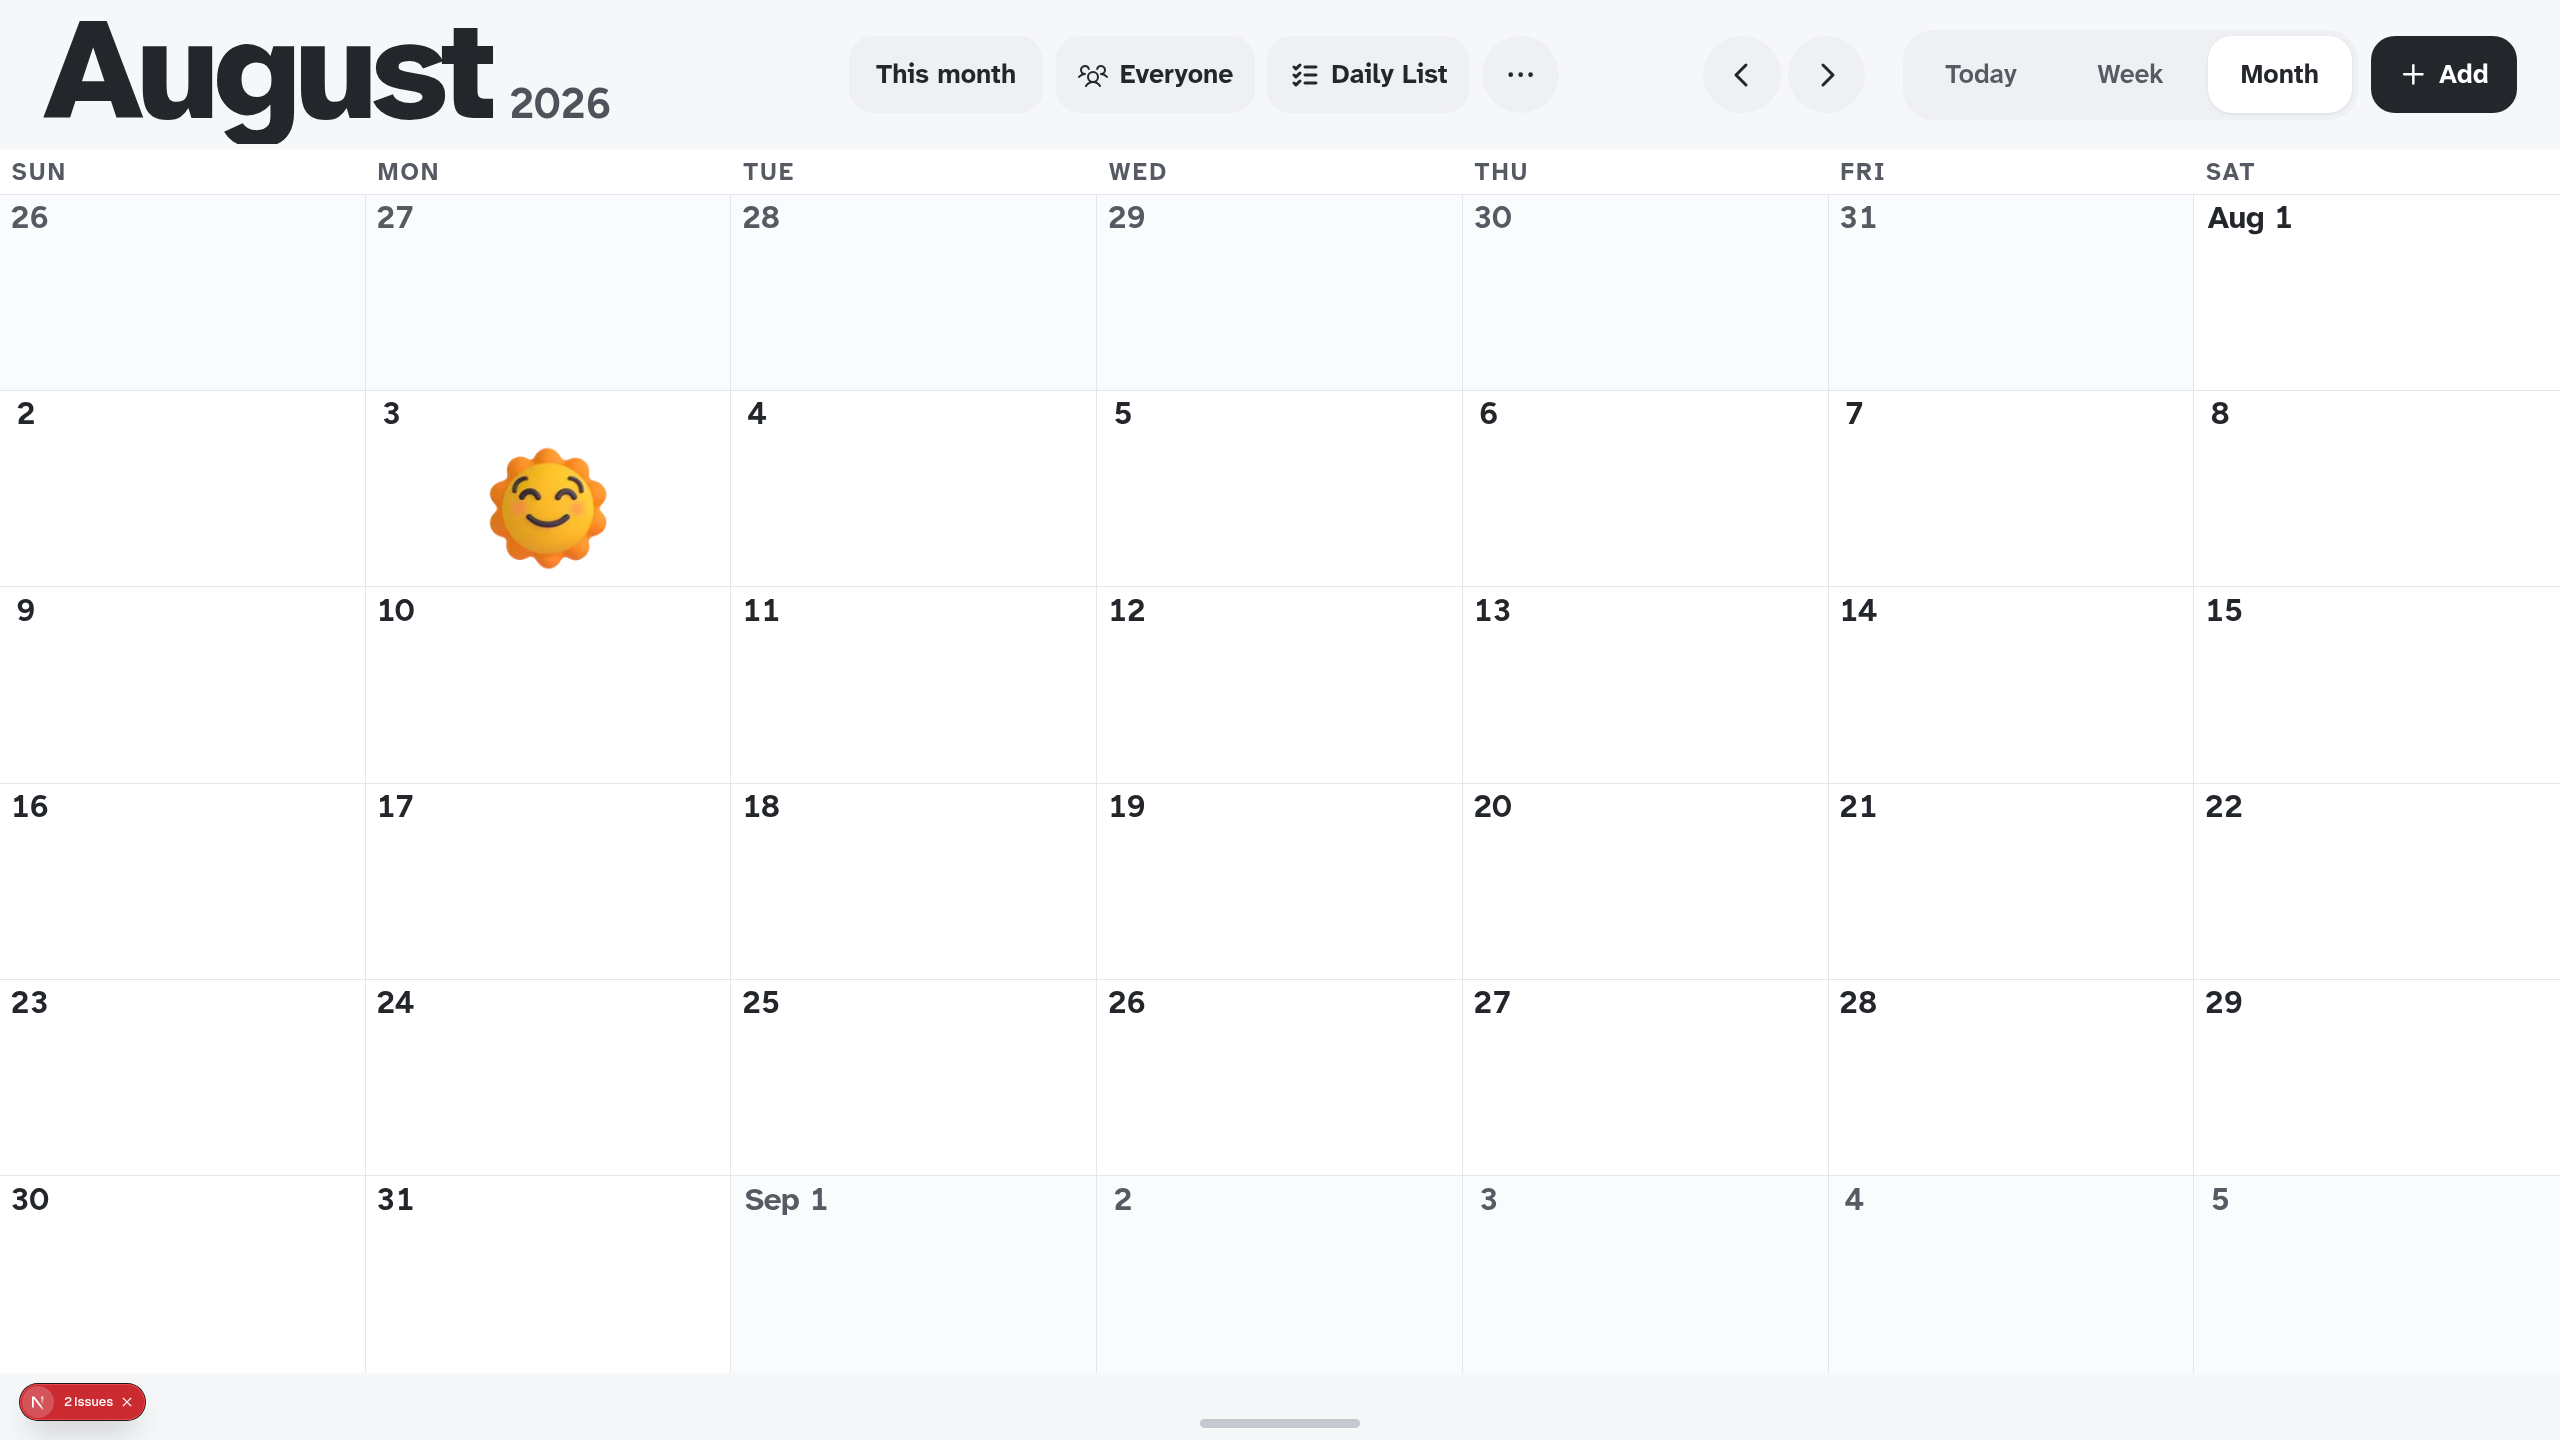 August 2026
This month Everyone Daily List Today Week Month Add
SUN MON TUE WED THU FRI SAT
26 27 28 29 30 31 Aug 1
2 3 4 5 6 7 8
9 10 11 12 13 14 15
16 17 18 19 20 21 22
23 24 25 26 27 28 29
30 31 Sep 1 2 3 4 5
N 2 Issues